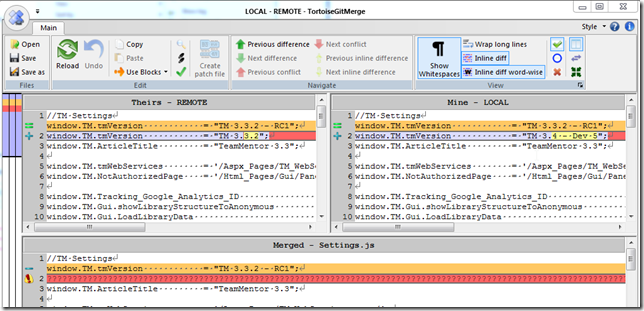 LOCAL - REMOTE - TortoiseGitMerge
Main
Style
Open
Save
Save as
Files
Reload
Undo
Copy
Paste
Use Blocks
Edit
Create patch file
Previous difference
Next difference
Previous conflict
Next conflict
Previous inline difference
Next inline difference
Navigate
Show Whitespaces
Wrap long lines
Inline diff
Inline diff word-wise
View
Theirs - REMOTE
1 //TM·Settings
window.TM.tmVersion·········=·"TM·3.3.2·-·RC1";
2 window.TM.tmVersion·········=·"TM·3.3.2";
3 window.TM.ArticleTitle······=·"TeamMentor·3.3";
4
5 window.TM.tmWebServices·····=·'/Aspx_Pages/TM_WebS
6 window.TM.NotAuthorizedPage·=·'/Html_Pages/Gui/Pane
7
8 window.TM.Tracking_Google_Analytics_ID
9 window.TM.Gui.showLibraryStructureToAnonymous
10 window.TM.Gui.LoadLibraryData
Mine - LOCAL
1 //TM·Settings
window.TM.tmVersion·········=·"TM·3.3.2·-·RC1";
2 window.TM.tmVersion·········=·"TM·3.4·-·Dev·5";
3 window.TM.ArticleTitle······=·"TeamMentor·3.3";
4
5 window.TM.tmWebServices·····=·'/Aspx_Pages/TM_WebSe
6 window.TM.NotAuthorizedPage·=·'/Html_Pages/Gui/Pane
7
8 window.TM.Tracking_Google_Analytics_ID
9 window.TM.Gui.showLibraryStructureToAnonymous
10 window.TM.Gui.LoadLibraryData
Merged - Settings.js
1 //TM·Settings
window.TM.tmVersion·········=·"TM·3.3.2·-·RC1";
2
3 window.TM.ArticleTitle·········=·"TeamMentor·3.3";
4